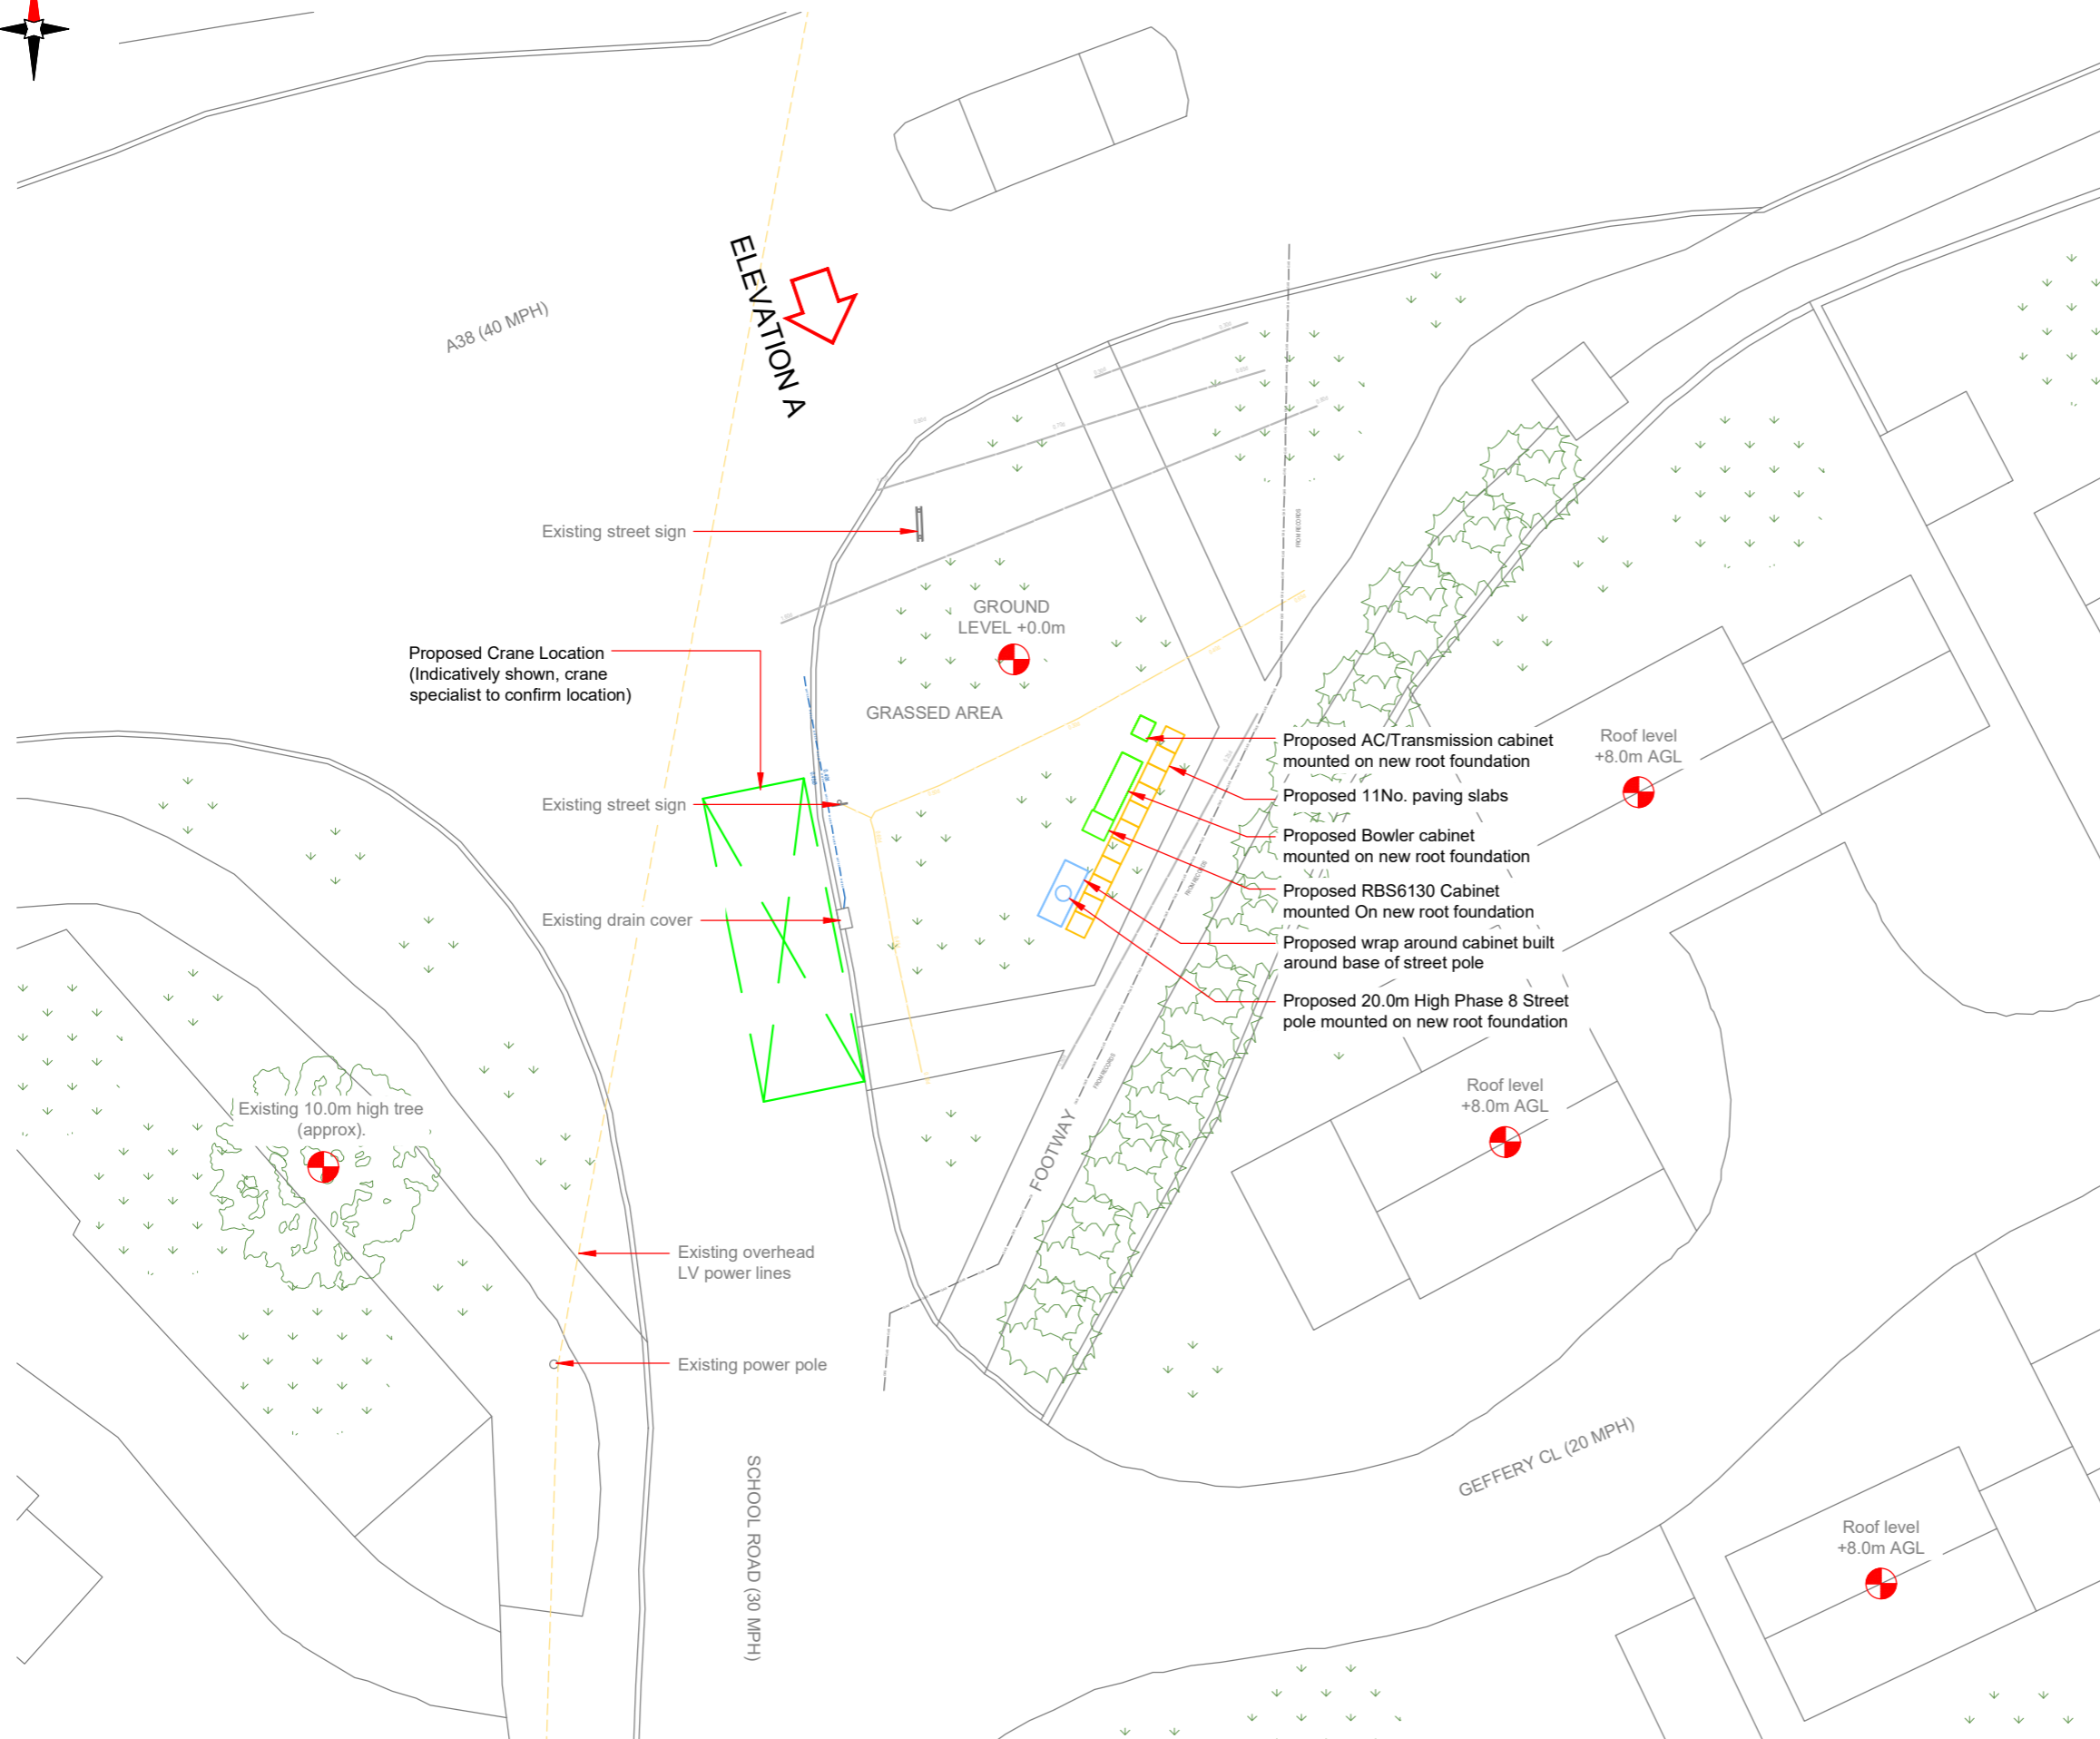 A38 (40 MPH)
ELEVATION A
Existing street sign
GROUND
LEVEL +0.0m
Proposed Crane Location
(Indicatively shown, crane
specialist to confirm location)
GRASSED AREA
Existing street sign
Existing drain cover
Proposed AC/Transmission cabinet
mounted on new root foundation
Proposed 11No. paving slabs
Proposed Bowler cabinet
mounted on new root foundation
Proposed RBS6130 Cabinet
mounted On new root foundation
Proposed wrap around cabinet built
around base of street pole
Proposed 20.0m High Phase 8 Street
pole mounted on new root foundation
Roof level
+8.0m AGL
Roof level
+8.0m AGL
Existing 10.0m high tree
(approx).
FOOTWAY
FROM RECORDS
FROM RECORDS
FROM RECORDS
Existing overhead
LV power lines
Existing power pole
SCHOOL ROAD (30 MPH)
GEFFERY CL (20 MPH)
Roof level
+8.0m AGL